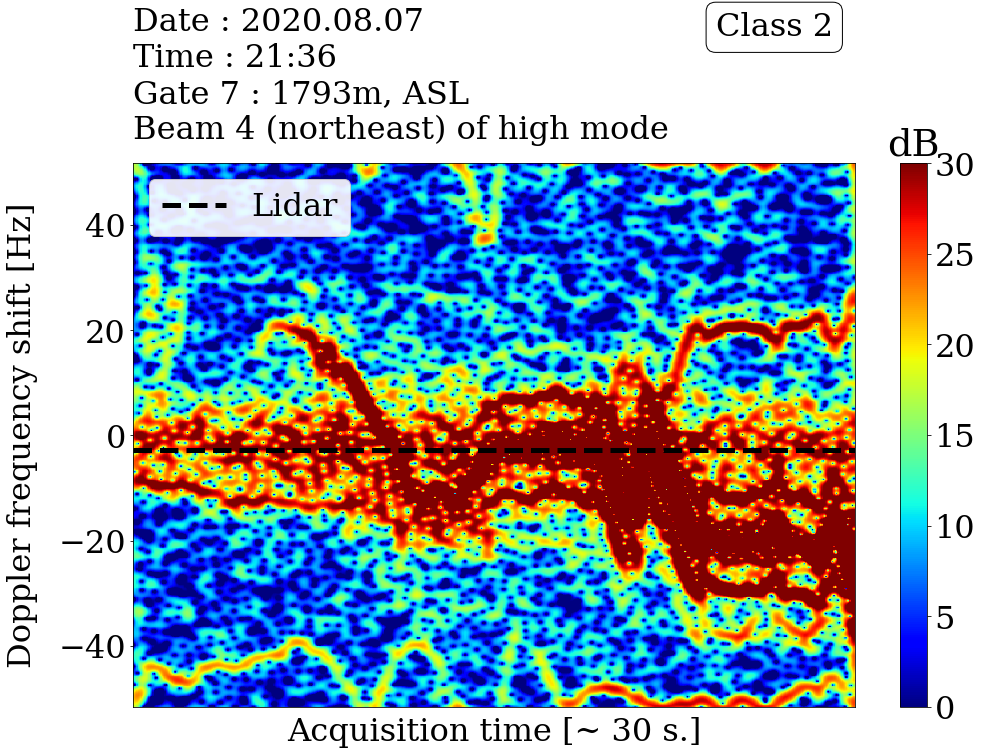 Date : 2020.08.07
Time : 21:36
Gate 7 : 1793m, ASL
Beam 4 (northeast) of high mode
Class 2
dB
Lidar
Doppler frequency shift [Hz]
40
20
0
−20
−40
Acquisition time [~ 30 s.]
30
25
20
15
10
5
0